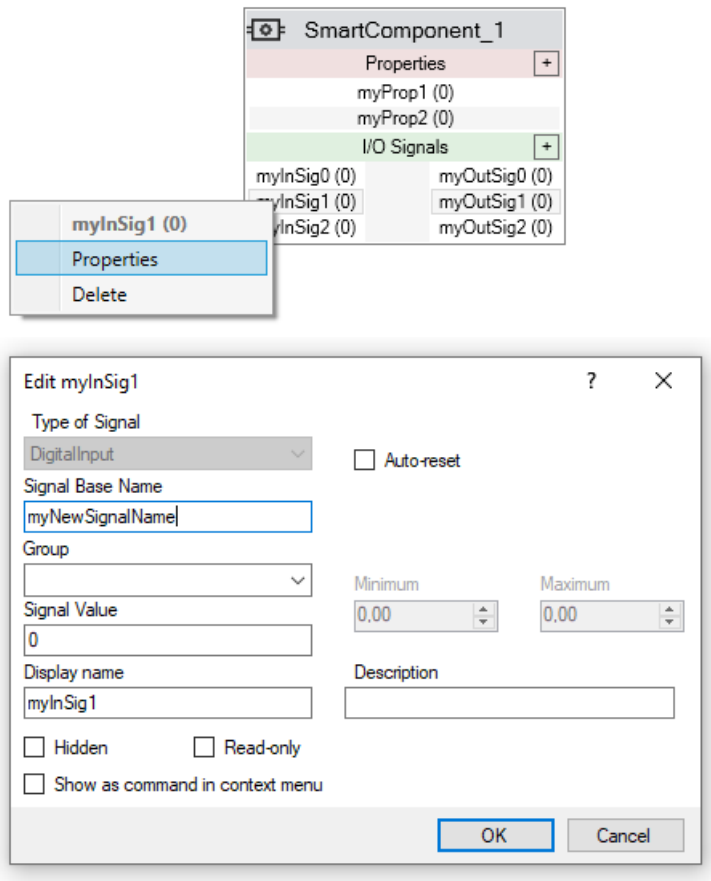 SmartComponent_1
Properties +
myProp1 (0)
myProp2 (0)
I/O Signals +
myInSig0 (0) myOutSig0 (0)
myInSig1 (0) myOutSig1 (0)
myInSig2 (0) myOutSig2 (0)
myInSig1 (0)
Properties
Delete
Edit myInSig1 ?
Type of Signal
DigitalInput Auto-reset
Signal Base Name
myNewSignalName
Group
Minimum Maximum
Signal Value 0,00 0,00
0
Display name Description
myInSig1
Hidden Read-only
Show as command in context menu
OK Cancel